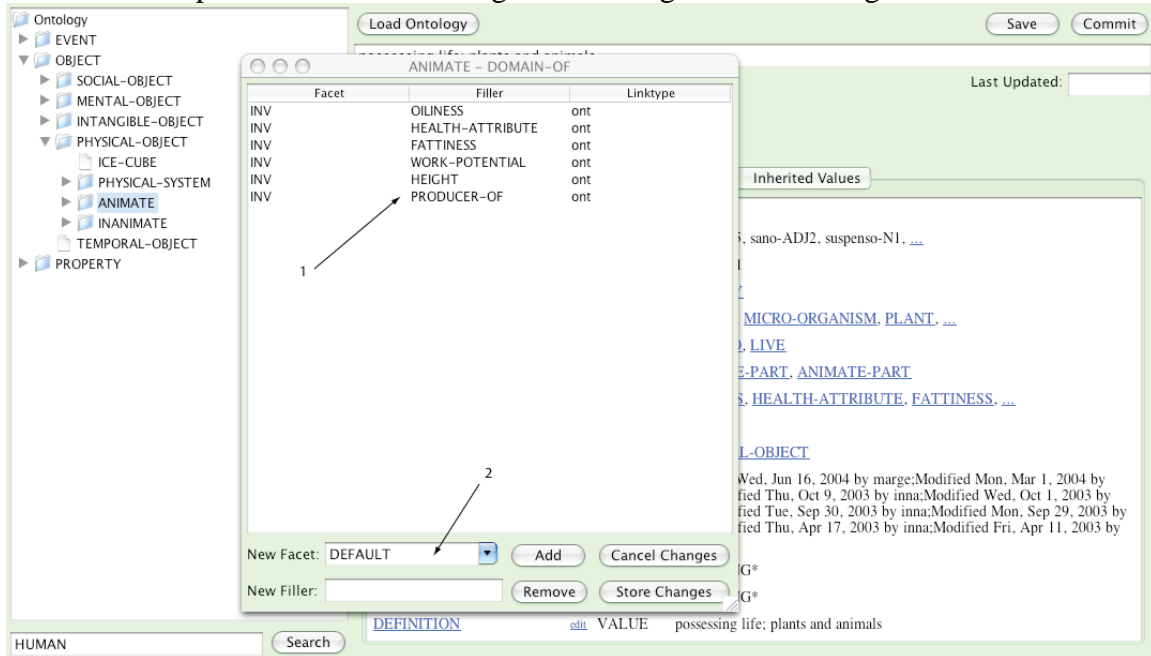 Ontology
EVENT
OBJECT
SOCIAL-OBJECT
MENTAL-OBJECT
INTANGIBLE-OBJECT
PHYSICAL-OBJECT
ICE-CUBE
PHYSICAL-SYSTEM
ANIMATE
INANIMATE
TEMPORAL-OBJECT
PROPERTY
HUMAN Search
Load Ontology Save Commit
Last Updated:
ANIMATE - DOMAIN-OF
Facet Filler Linktype
INV OILINESS ont
INV HEALTH-ATTRIBUTE ont
INV FATTINESS ont
INV WORK-POTENTIAL ont
INV HEIGHT ont
INV PRODUCER-OF ont
1
2
New Facet: DEFAULT Add Cancel Changes
New Filler: Remove Store Changes
Inherited Values
, sano-ADJ2, suspenso-N1, ...
MICRO-ORGANISM, PLANT, ...
, LIVE
E-PART, ANIMATE-PART
, HEALTH-ATTRIBUTE, FATTINESS, ...
L-OBJECT
Wed, Jun 16, 2004 by marge;Modified Mon, Mar 1, 2004 by
fied Thu, Oct 9, 2003 by inna;Modified Wed, Oct 1, 2003 by
fied Tue, Sep 30, 2003 by inna;Modified Mon, Sep 29, 2003 by
fied Thu, Apr 17, 2003 by inna;Modified Fri, Apr 11, 2003 by
G*
G*
DEFINITION edit VALUE possessing life; plants and animals